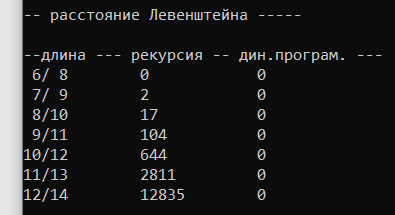 -- расстояние Левенштейна -----
--длина --- рекурсия -- дин.програм. ---
6/ 8 0 0
7/ 9 2 0
8/10 17 0
9/11 104 0
10/12 644 0
11/13 2811 0
12/14 12835 0